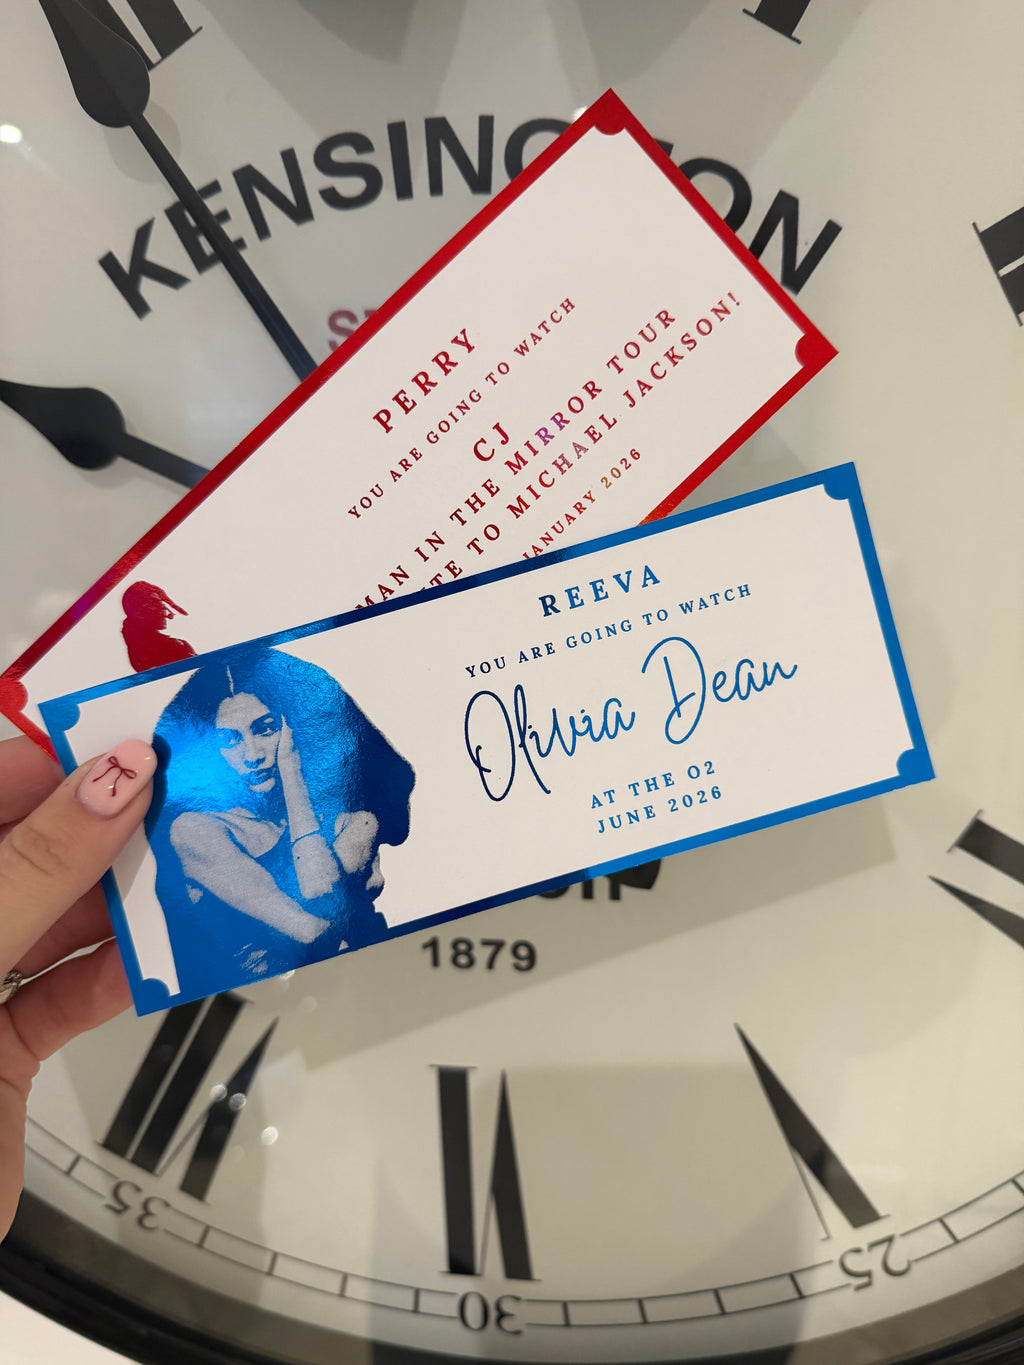 KENSINGTON
PERRY
YOU ARE GOING TO WATCH
CJ
MAN IN THE MIRROR TOUR
TO MICHAEL JACKSON!
JANUARY 2026
REEVA
YOU ARE GOING TO WATCH
Olivia Dean
AT THE O2
JUNE 2026
1879
35
30
25